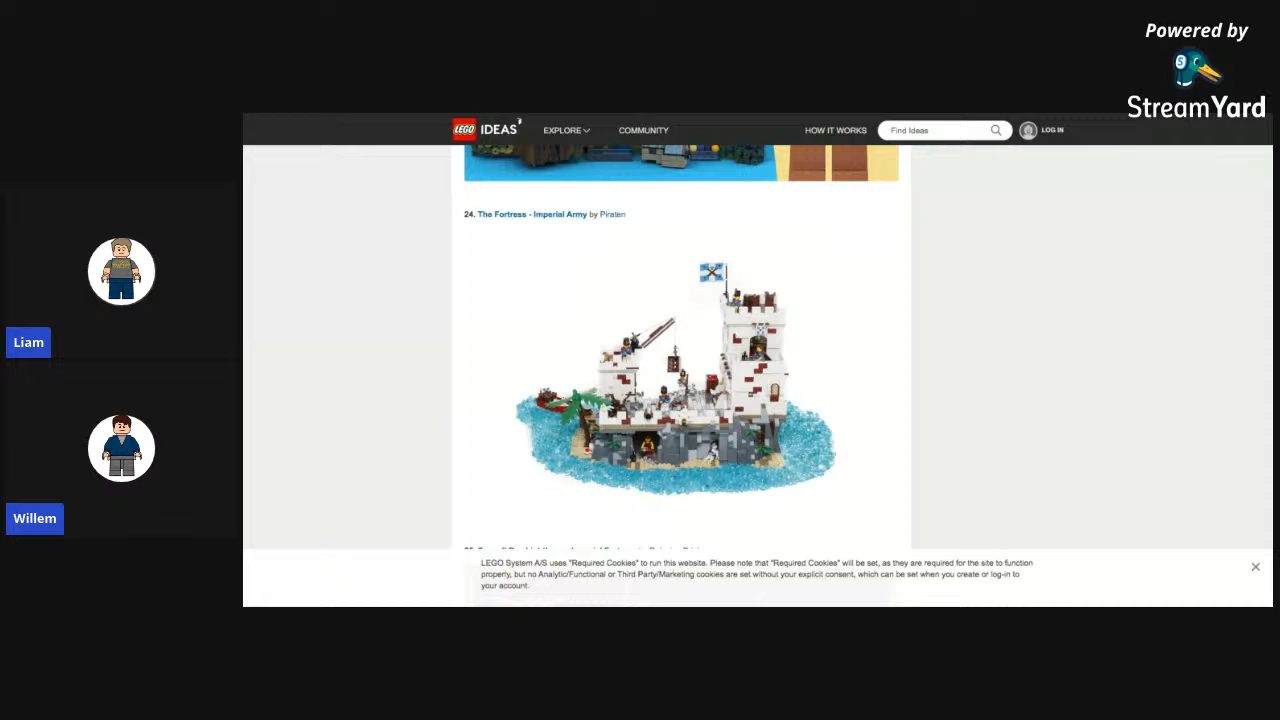 Powered by
StreamYard
LEGO IDEAS EXPLORE COMMUNITY HOW IT WORKS Find Ideas LOG IN
24. The Fortress - Imperial Army by Piraten
Liam
Willem
LEGO System A/S uses "Required Cookies" to run this website. Please note that "Required Cookies" will be set, as they are required for the site to function
properly, but no Analytic/Functional or Third Party/Marketing cookies are set without your explicit consent, which can be set when you create or log-in to
your account.